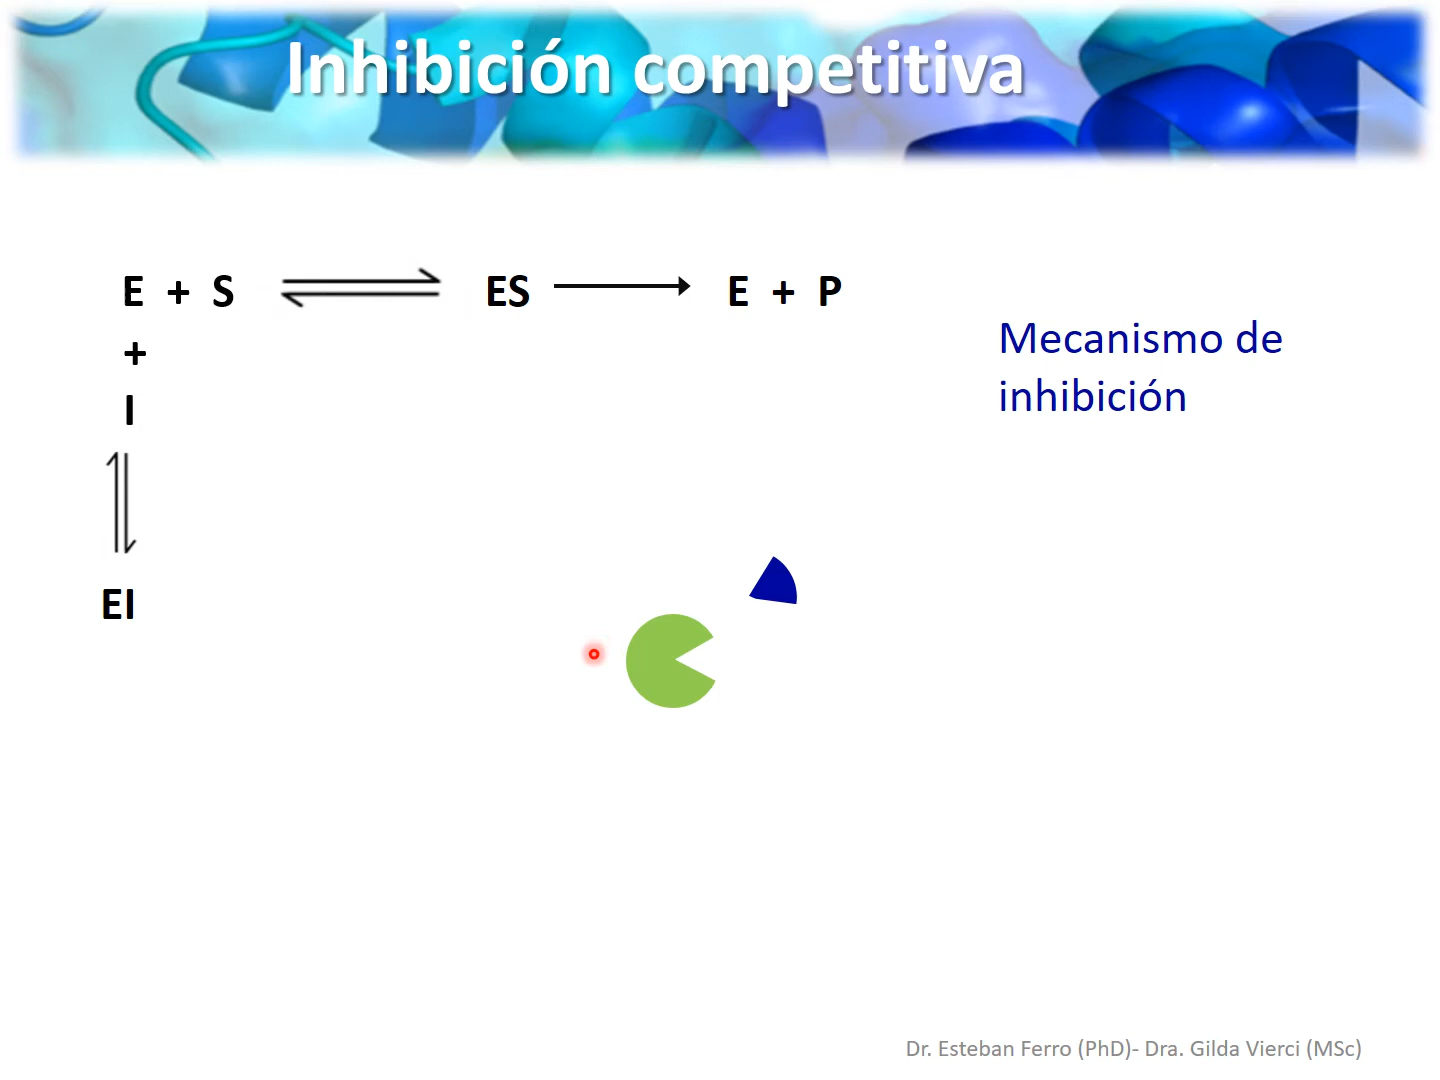 Inhibición competitiva
E + S ⇌ ES → E + P
+
I
EI
Mecanismo de
inhibición
Dr. Esteban Ferro (PhD)- Dra. Gilda Vierci (MSc)